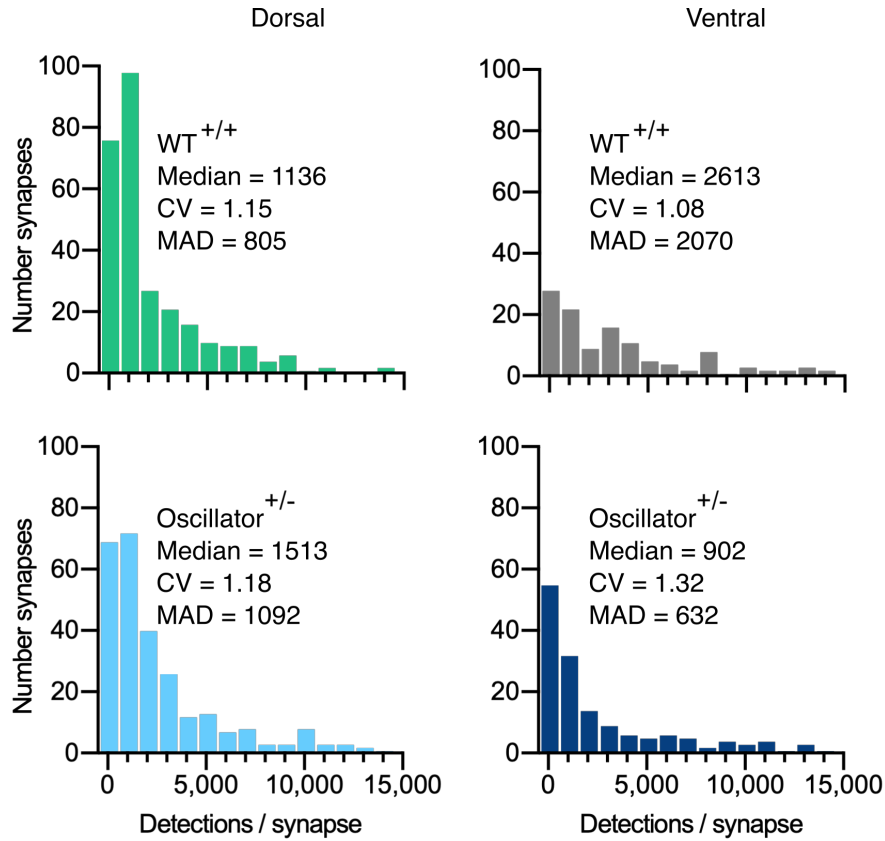 Dorsal
Ventral
Number synapses
100
80
60
40
20
0
WT+/+
Median = 1136
CV = 1.15
MAD = 805
100
80
60
40
20
0
WT+/+
Median = 2613
CV = 1.08
MAD = 2070
Number synapses
100
80
60
40
20
0
Oscillator+/-
Median = 1513
CV = 1.18
MAD = 1092
0 5,000 10,000 15,000
Detections / synapse
100
80
60
40
20
0
Oscillator+/-
Median = 902
CV = 1.32
MAD = 632
0 5,000 10,000 15,000
Detections / synapse